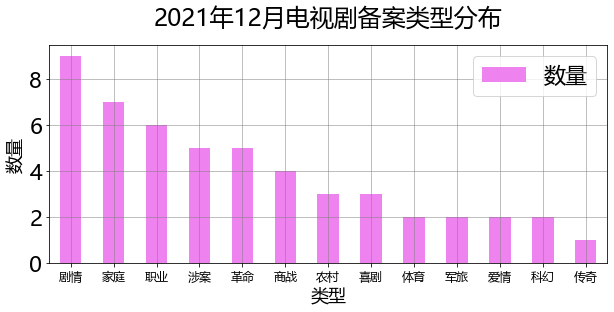 2021年12月电视剧备案类型分布
数量
数量
8
6
4
2
0
剧情 家庭 职业 涉案 革命 商战 农村 喜剧 体育 军旅 爱情 科幻 传奇
类型